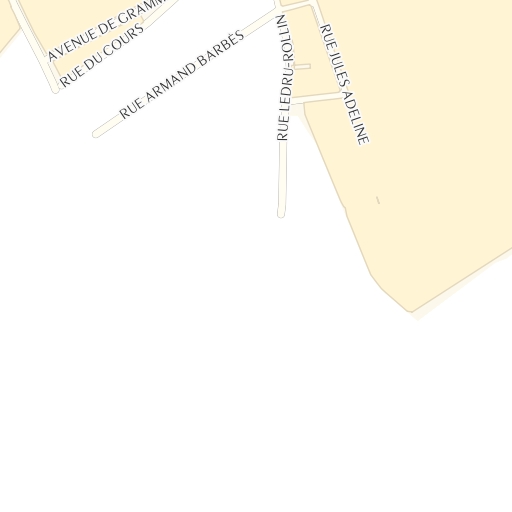 AVENUE DE GRAMM
RUE DU COURS
RUE ARMAND BARBÈS
RUE LEDRU-ROLLIN
RUE JULES ADELINE